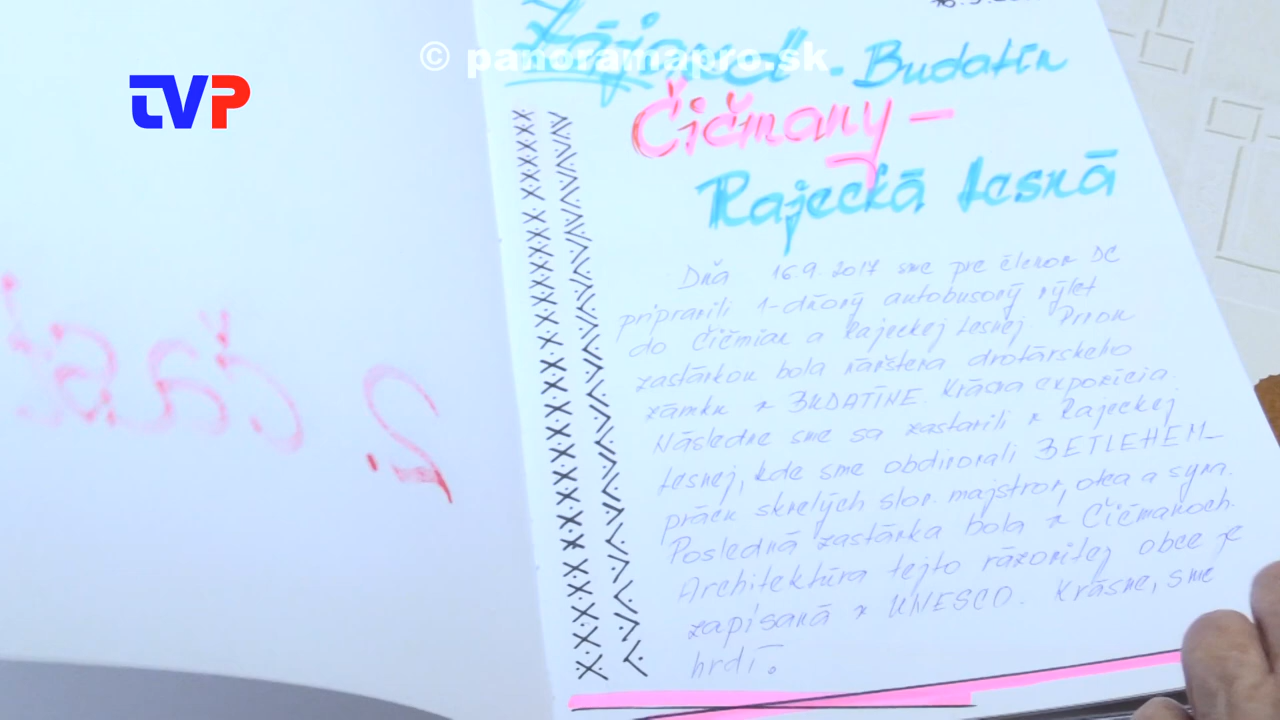 © panoramapro.sk
TVP
Zájazd - Budatín
Čičmany -
Rajecká Lesná
Dňa 16.9. 2017 sme pre členov DC
pripravili 1-dňový autobusový výlet
do Čičmian a Rajeckej Lesnej Prvou
zastávkou bola návšteva drotárskeho
zámku v BUDATÍNE. Krásna expozícia.
Následne sme sa zastavili v Rajeckej
Lesnej, kde sme obdivovali BETLEHEM-
prácu skvelých slov. majstrov, otca a syna.
Posledná zastávka bola v Čičmanoch.
Architektúra tejto rázovitej obce je
zapísaná v UNESCO. Krásne, sme
hrdí.
2. časť